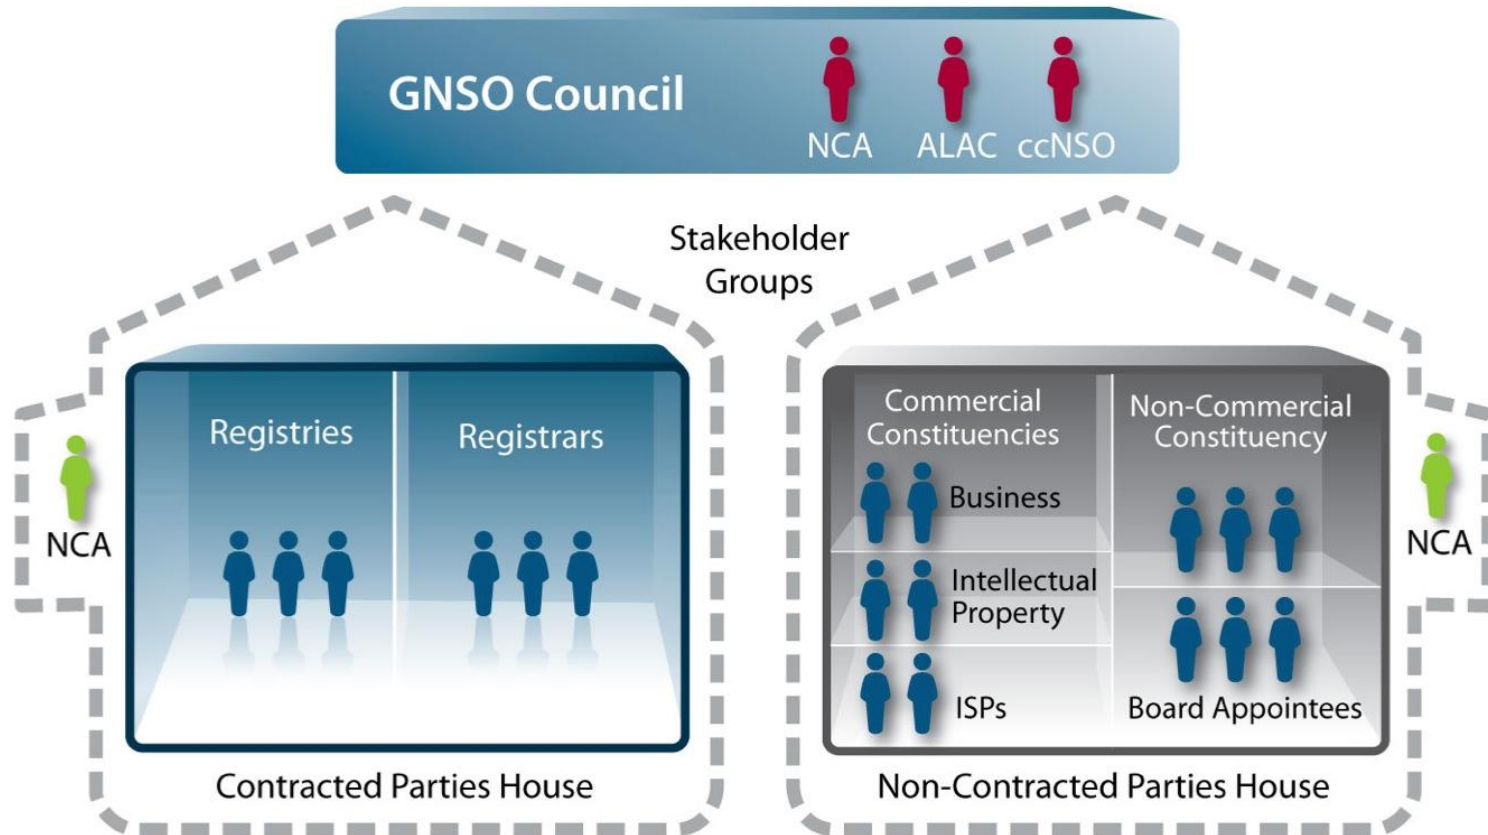 GNSO Council
NCA
ALAC
ccNSO
Stakeholder
Groups
Registries
Registrars
NCA
Contracted Parties House
Commercial
Constituencies
Business
Intellectual
Property
ISPs
Non-Commercial
Constituency
Board Appointees
NCA
Non-Contracted Parties House